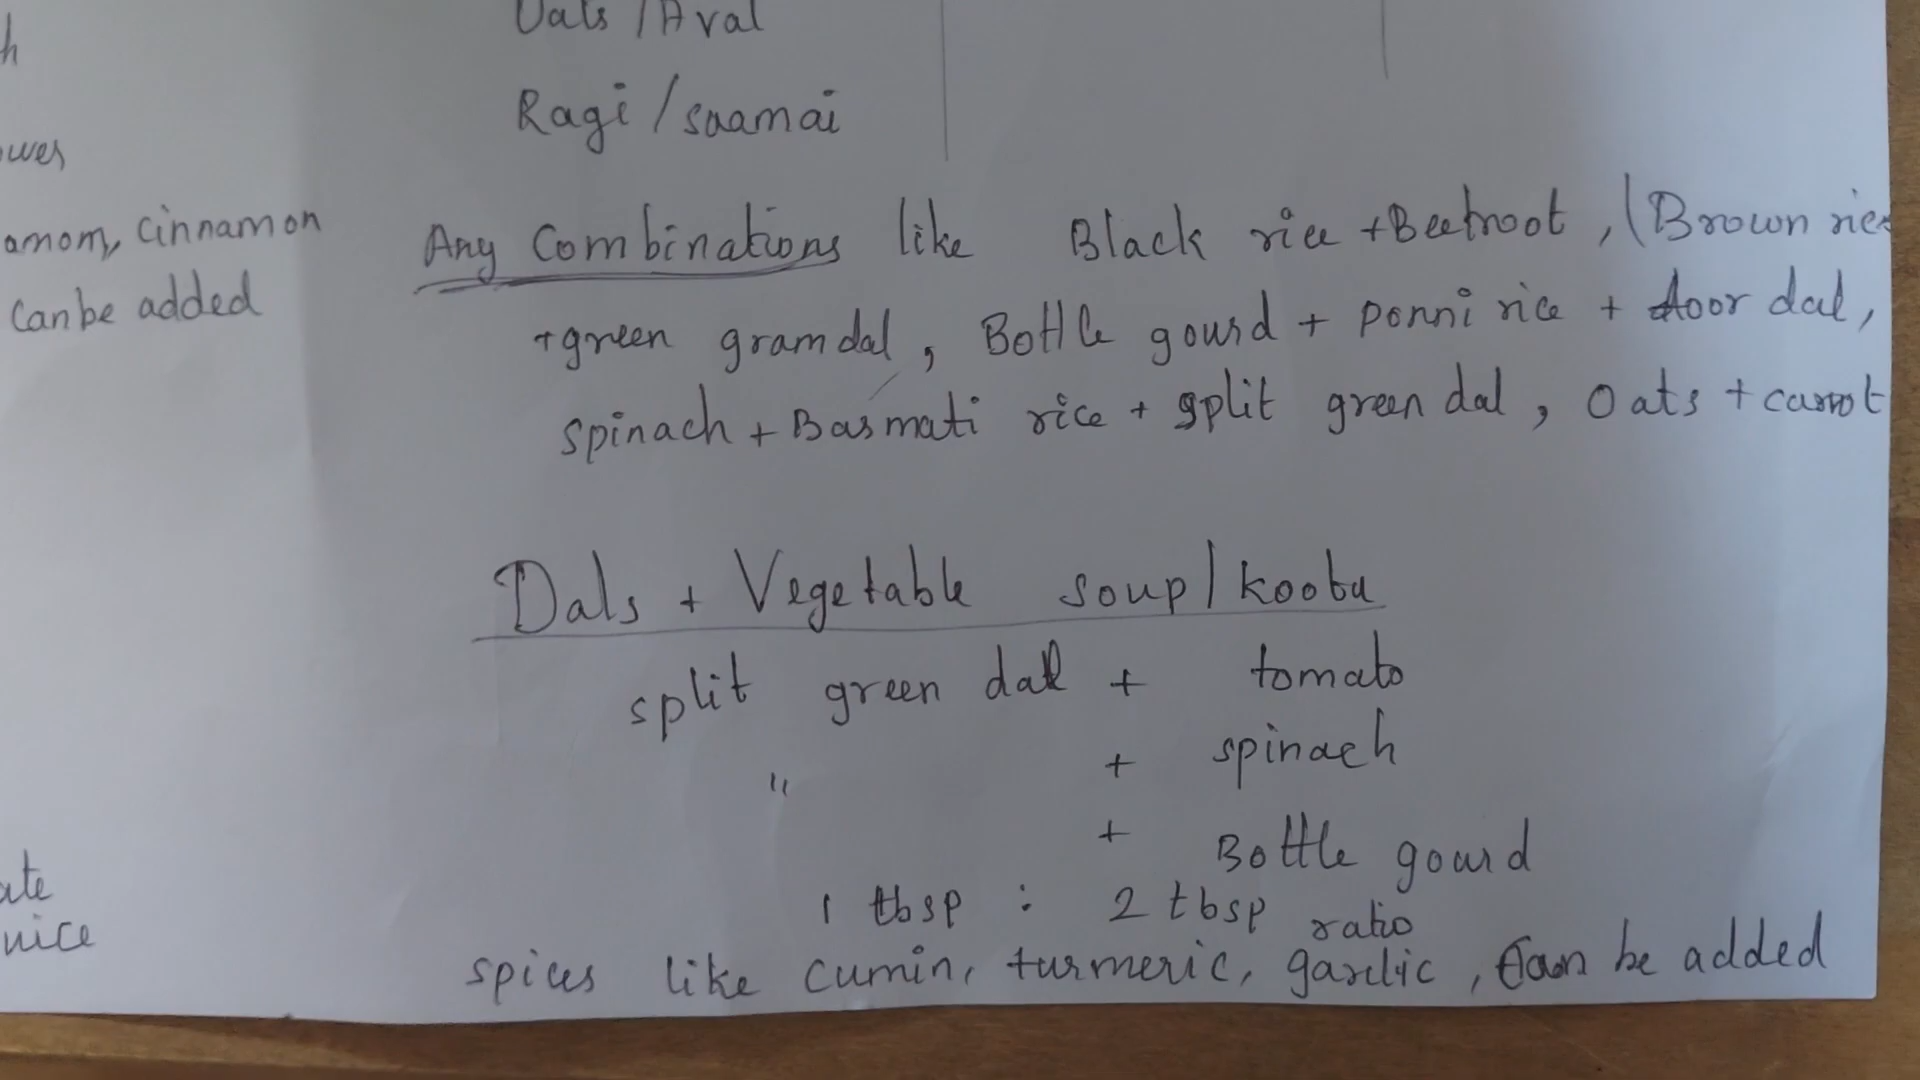 Oats / Aval
Ragi / saamai
amom, cinnamon
can be added
Any Combinations like Black rice + Beetroot, (Brown rice
+ green gram dal, Bottle gourd + ponni rice + toor dal,
spinach + Basmati rice + split green dal, Oats + carrot
Dals + Vegetable soup / kootu
split green dal + tomato
" + spinach
+ Bottle gourd
1 tbsp : 2 tbsp ratio
spices like cumin, turmeric, garlic, can be added